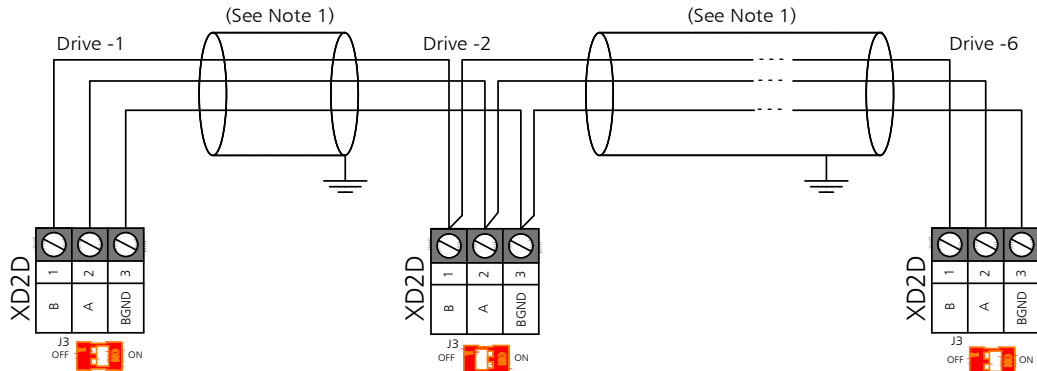 (See Note 1)
(See Note 1)
Drive -1
Drive -2
Drive -6
XD2D
1
2
3
B
A
BGND
J3
OFF
ON
XD2D
1
2
3
B
A
BGND
J3
OFF
ON
XD2D
1
2
3
B
A
BGND
J3
OFF
ON